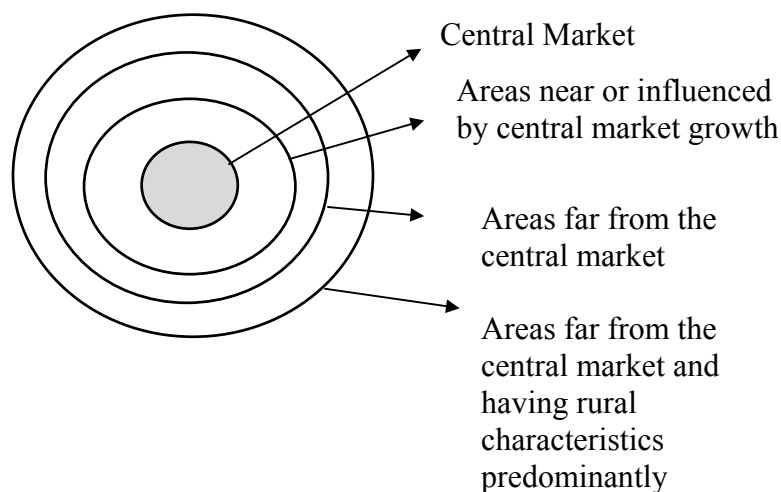 Central Market
Areas near or influenced
by central market growth
Areas far from the
central market
Areas far from the
central market and
having rural
characteristics
predominantly